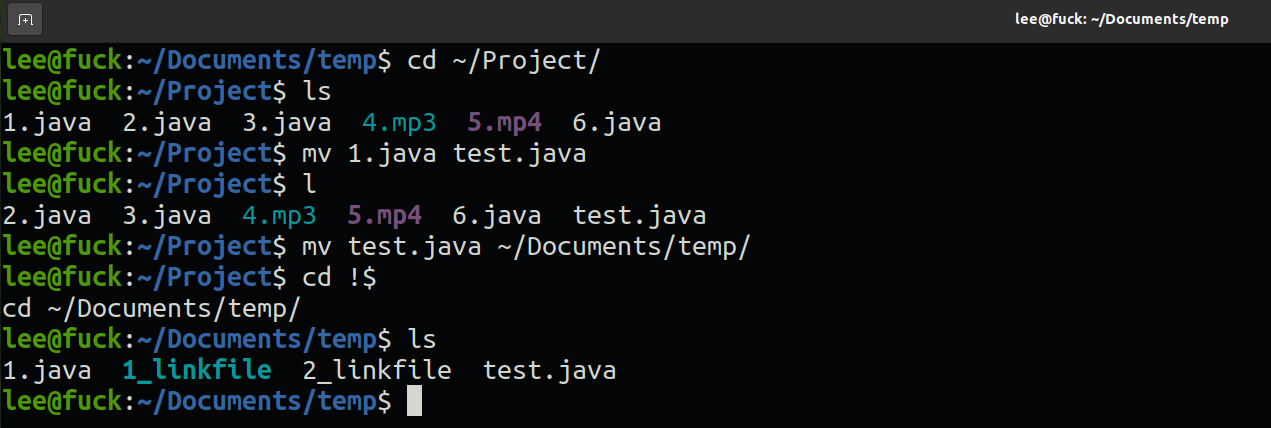 lee@fuck: ~/Documents/temp
lee@fuck:~/Documents/temp$ cd ~/Project/
lee@fuck:~/Project$ ls
1.java  2.java  3.java  4.mp3  5.mp4  6.java
lee@fuck:~/Project$ mv 1.java test.java
lee@fuck:~/Project$ l
2.java  3.java  4.mp3  5.mp4  6.java  test.java
lee@fuck:~/Project$ mv test.java ~/Documents/temp/
lee@fuck:~/Project$ cd !$
cd ~/Documents/temp/
lee@fuck:~/Documents/temp$ ls
1.java  1_linkfile  2_linkfile  test.java
lee@fuck:~/Documents/temp$